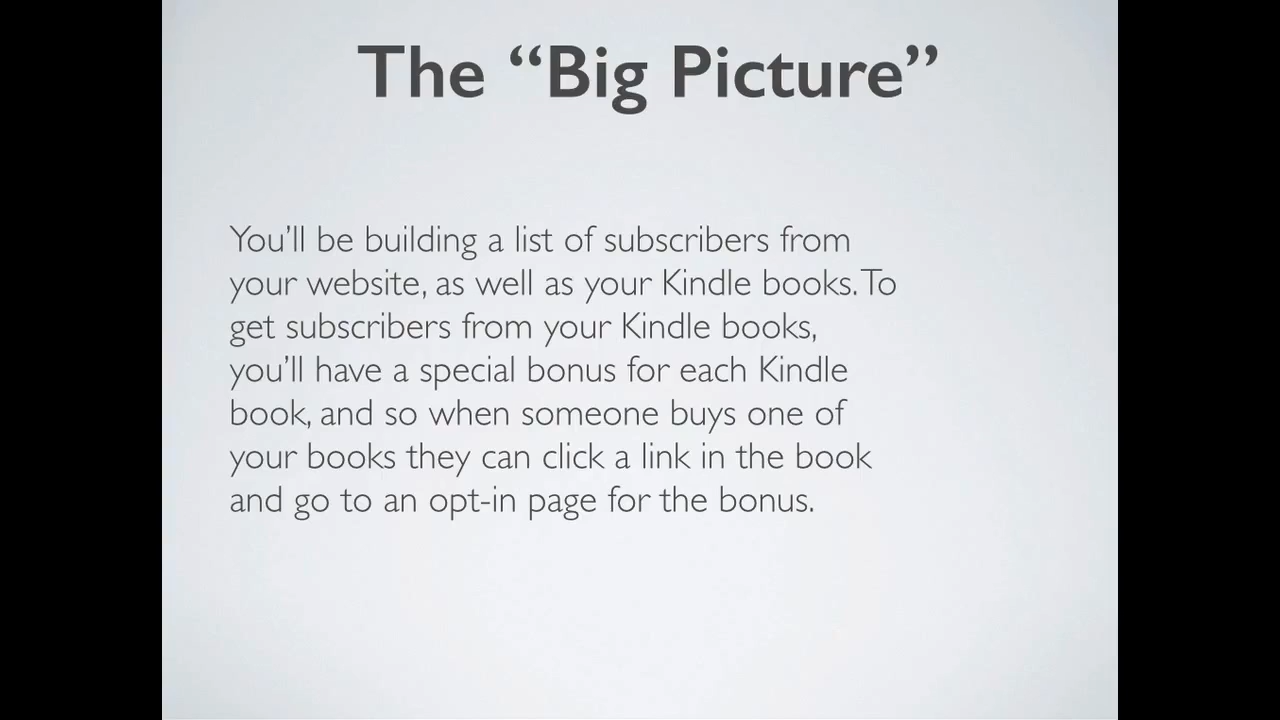 The “Big Picture”
You’ll be building a list of subscribers from
your website, as well as your Kindle books. To
get subscribers from your Kindle books,
you’ll have a special bonus for each Kindle
book, and so when someone buys one of
your books they can click a link in the book
and go to an opt-in page for the bonus.